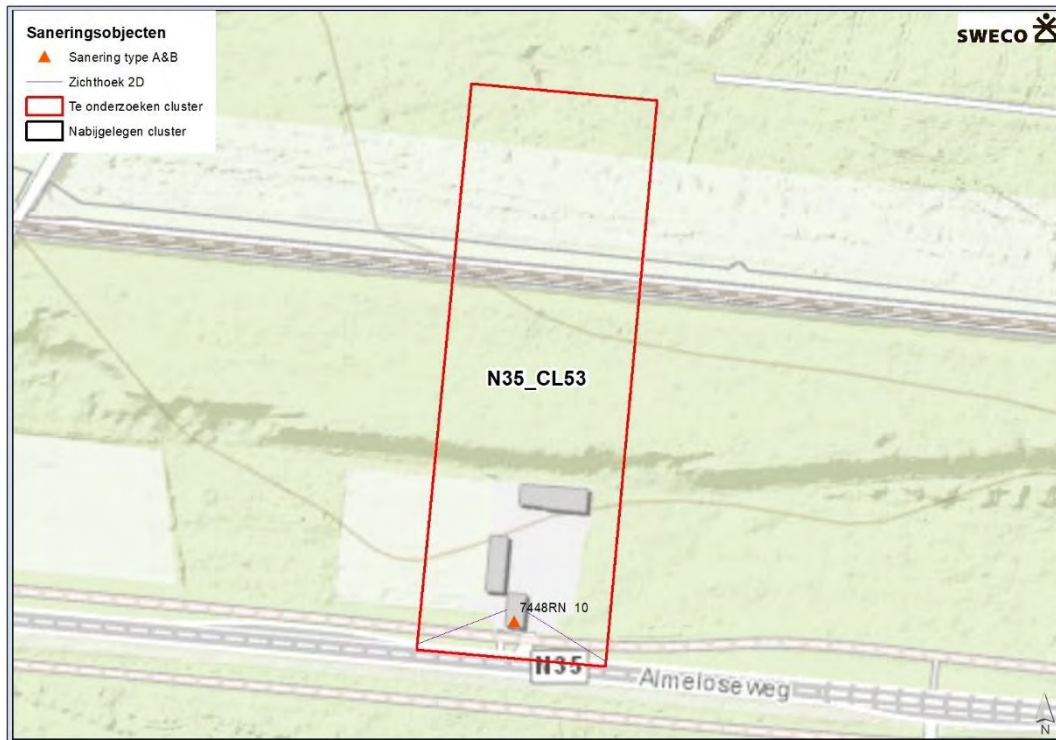 Saneringsobjecten
Sanering type A&B
Zichthoek 2D
Te onderzoeken cluster
Nabijgelegen cluster
SWECO
N35_CL53
7448RN 10
N35
Almeloseweg
N